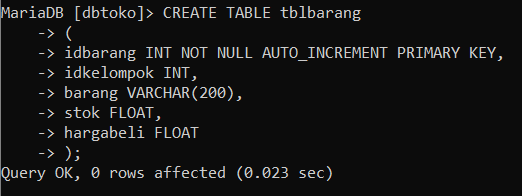 MariaDB [dbtoko]> CREATE TABLE tblbarang
    -> (
    -> idbarang INT NOT NULL AUTO_INCREMENT PRIMARY KEY,
    -> idkelompok INT,
    -> barang VARCHAR(200),
    -> stok FLOAT,
    -> hargabeli FLOAT
    -> );
Query OK, 0 rows affected (0.023 sec)